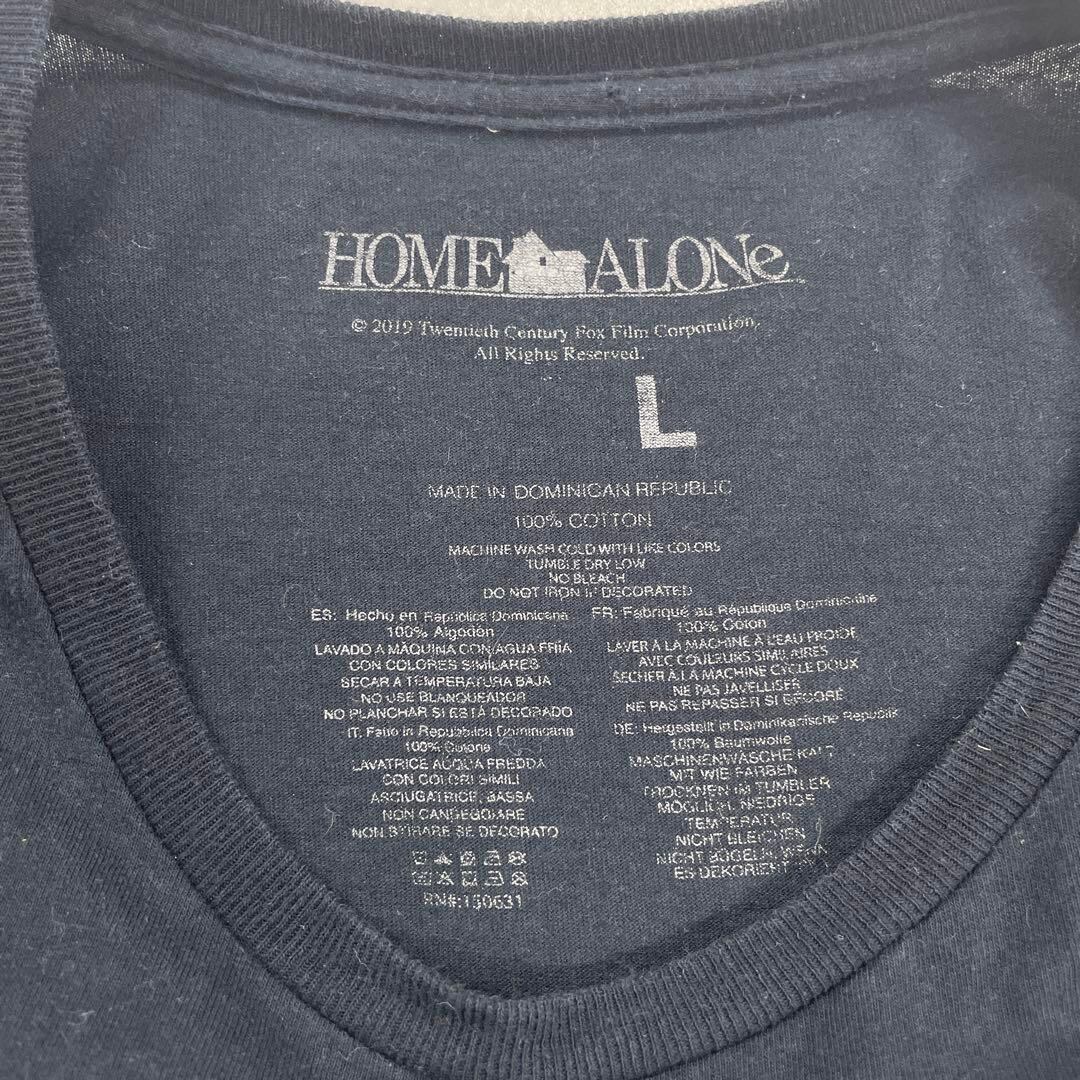 HOME ALONe
© 2019 Twentieth Century Fox Film Corporation,
All Rights Reserved.
L
MADE IN DOMINICAN REPUBLIC
100% COTTON
MACHINE WASH COLD WITH LIKE COLORS
TUMBLE DRY LOW
NO BLEACH
DO NOT IRON IF DECORATED
ES: Hecho en República Dominicana
100% Algodón
LAVADO A MÁQUINA CON AGUA FRÍA
CON COLORES SIMILARES
SECAR A TEMPERATURA BAJA
NO USE BLANQUEADOR
NO PLANCHAR SI ESTÁ DECORADO
FR: Fabriqué au République Dominicaine
100% Coton
LAVER A LA MACHINE À L'EAU FROIDE
AVEC COULEURS SIMILAIRES
SÉCHER À LA MACHINE CYCLE DOUX
NE PAS JAVELLISER
NE PAS REPASSER SI DÉCORÉ
IT: Fatto in Repubblica Dominicana
100% Cotone
LAVATRICE ACQUA FREDDA
CON COLORI SIMILI
ASCIUGATRICE, BASSA
NON CANDEGGIARE
NON STIRARE SE DECORATO
DE: Hergestellt in Dominikanische Republik
100% Baumwolle
MASCHINENWÄSCHE KALT
MIT WIE FARBEN
TROCKNEN IM TUMBLER
MÖGLICH, NIEDRIGE
TEMPERATUR
NICHT BLEICHEN
NICHT BÜGELN, WENN
ES DEKORIERT
RN#:150631